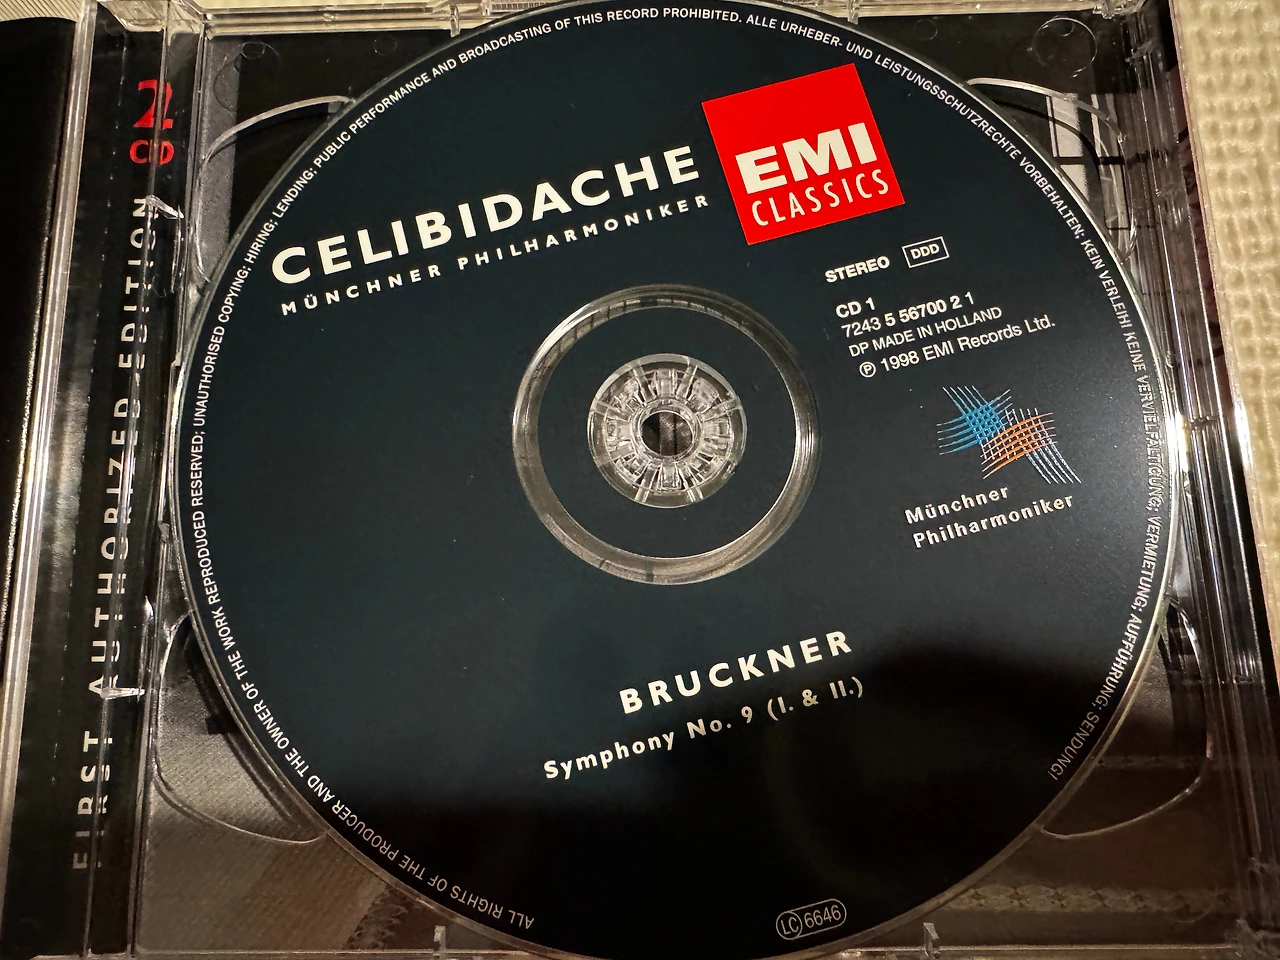 2
CD
FIRST AUTHORIZED EDITION
ALL RIGHTS OF THE PRODUCER AND THE OWNER OF THE WORK REPRODUCED RESERVED; UNAUTHORISED COPYING; HIRING; LENDING; PUBLIC PERFORMANCE AND BROADCASTING OF THIS RECORD PROHIBITED. ALLE URHEBER- UND LEISTUNGSSCHUTZRECHTE VORBEHALTEN; KEIN VERLEIH! KEINE VERVIELFÄLTIGUNG; VERMIETUNG; AUFFÜHRUNG; SENDUNG!
CELIBIDACHE
MÜNCHNER PHILHARMONIKER
EMI
CLASSICS
STEREO DDD
CD 1
7243 5 56700 2 1
DP MADE IN HOLLAND
℗ 1998 EMI Records Ltd.
Münchner
Philharmoniker
BRUCKNER
Symphony No. 9 (I. & II.)
LC 6646